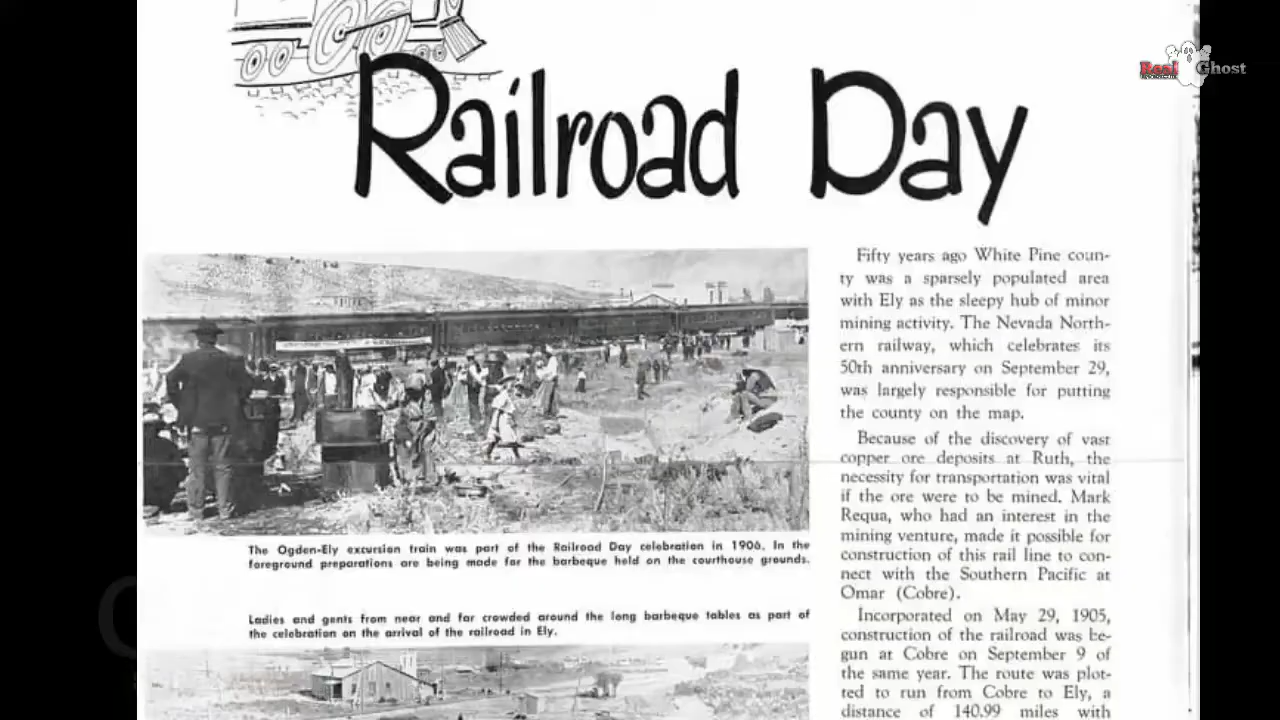 Real Ghost
Railroad Day
The Ogden-Ely excursion train was part of the Railroad Day celebration in 1906. In the
foreground preparations are being made for the barbeque held on the courthouse grounds.
Ladies and gents from near and far crowded around the long barbeque tables as part of
the celebration on the arrival of the railroad in Ely.
Fifty years ago White Pine coun-
ty was a sparsely populated area
with Ely as the sleepy hub of minor
mining activity. The Nevada North-
ern railway, which celebrates its
50th anniversary on September 29,
was largely responsible for putting
the county on the map.
Because of the discovery of vast
copper ore deposits at Ruth, the
necessity for transportation was vital
if the ore were to be mined. Mark
Requa, who had an interest in the
mining venture, made it possible for
construction of this rail line to con-
nect with the Southern Pacific at
Omar (Cobre).
Incorporated on May 29, 1905,
construction of the railroad was be-
gun at Cobre on September 9 of
the same year. The route was plot-
ted to run from Cobre to Ely, a
distance of 140.99 miles with